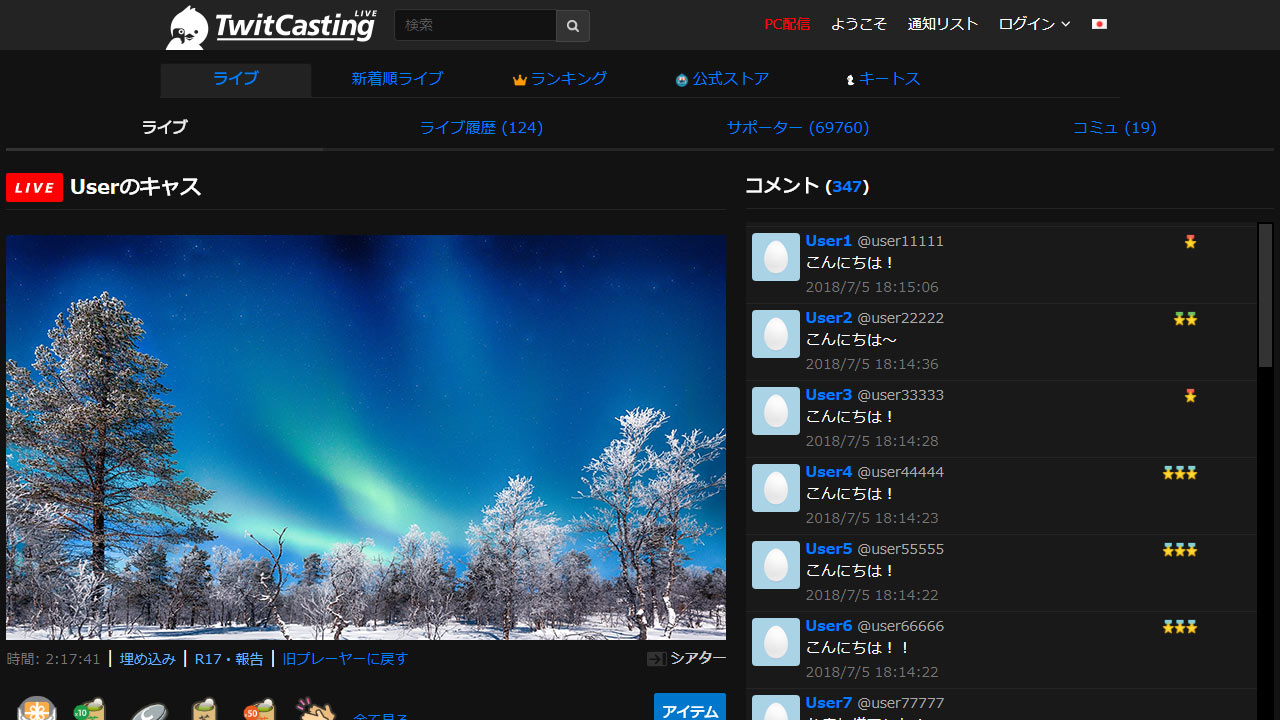 TwitCasting LIVE
検索
PC配信 ようこそ 通知リスト ログイン
ライブ 新着順ライブ ランキング 公式ストア キートス
ライブ ライブ履歴 (124) サポーター (69760) コミュ (19)
LIVE Userのキャス
コメント (347)
User1 @user11111
こんにちは！
2018/7/5 18:15:06
User2 @user22222
こんにちは～
2018/7/5 18:14:36
User3 @user33333
こんにちは！
2018/7/5 18:14:28
User4 @user44444
こんにちは！
2018/7/5 18:14:23
User5 @user55555
こんにちは！
2018/7/5 18:14:22
User6 @user66666
こんにちは！！
2018/7/5 18:14:22
User7 @user77777
時間: 2:17:41 | 埋め込み | R17・報告 | 旧プレーヤーに戻す
シアター
x10
50
全て見る
アイテム